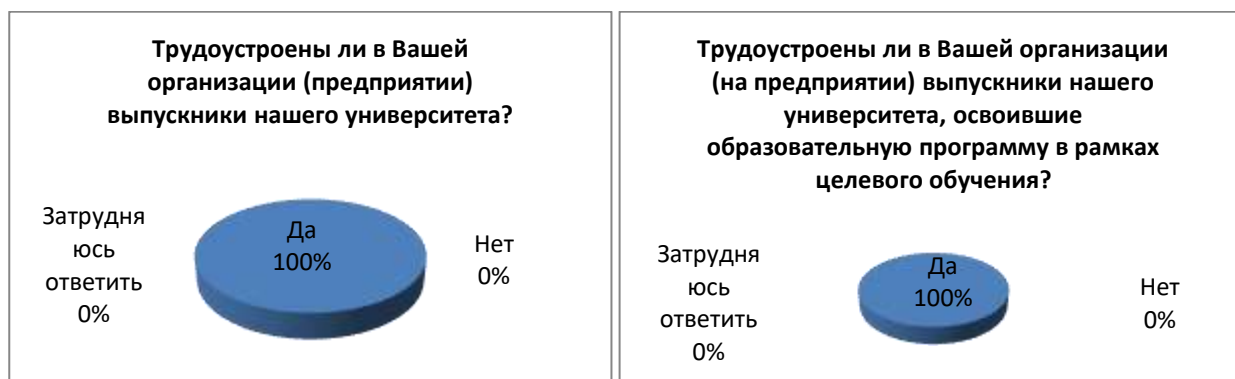 Трудоустроены ли в Вашей
организации (предприятии)
выпускники нашего университета?
Затрудня
юсь
ответить
0%
Да
100%
Нет
0%
Трудоустроены ли в Вашей организации
(на предприятии) выпускники нашего
университета, освоившие
образовательную программу в рамках
целевого обучения?
Затрудня
юсь
ответить
0%
Да
100%
Нет
0%